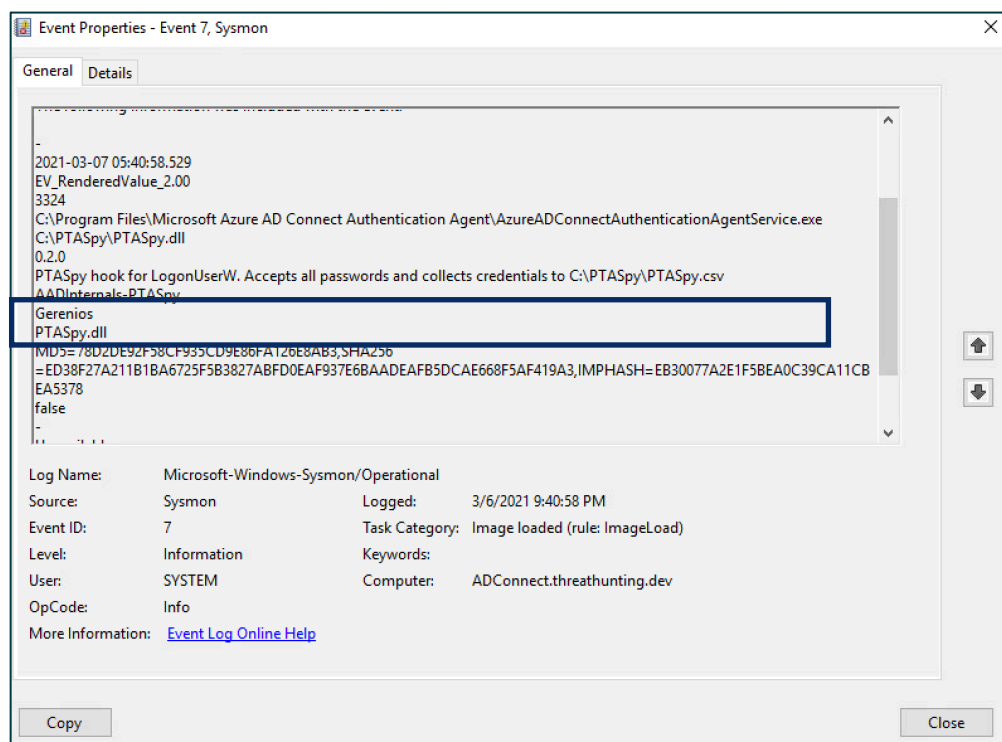 Event Properties - Event 7, Sysmon
General Details
-
2021-03-07 05:40:58.529
EV_RenderedValue_2.00
3324
C:\Program Files\Microsoft Azure AD Connect Authentication Agent\AzureADConnectAuthenticationAgentService.exe
C:\PTASpy\PTASpy.dll
0.2.0
PTASpy hook for LogonUserW. Accepts all passwords and collects credentials to C:\PTASpy\PTASpy.csv
AADInternals-PTASpy
Gerenios
PTASpy.dll
MD5=78D2DE92F58CF935CD9E86FA126E8AB3,SHA256
=ED38F27A211B1BA6725F5B3827ABFD0EAF937E6BAADEAFB5DCAE668F5AF419A3,IMPHASH=EB30077A2E1F5BEA0C39CA11CB
EA5378
false
-
Log Name: Microsoft-Windows-Sysmon/Operational
Source: Sysmon Logged: 3/6/2021 9:40:58 PM
Event ID: 7 Task Category: Image loaded (rule: ImageLoad)
Level: Information Keywords:
User: SYSTEM Computer: ADConnect.threathunting.dev
OpCode: Info
More Information: Event Log Online Help
Copy Close